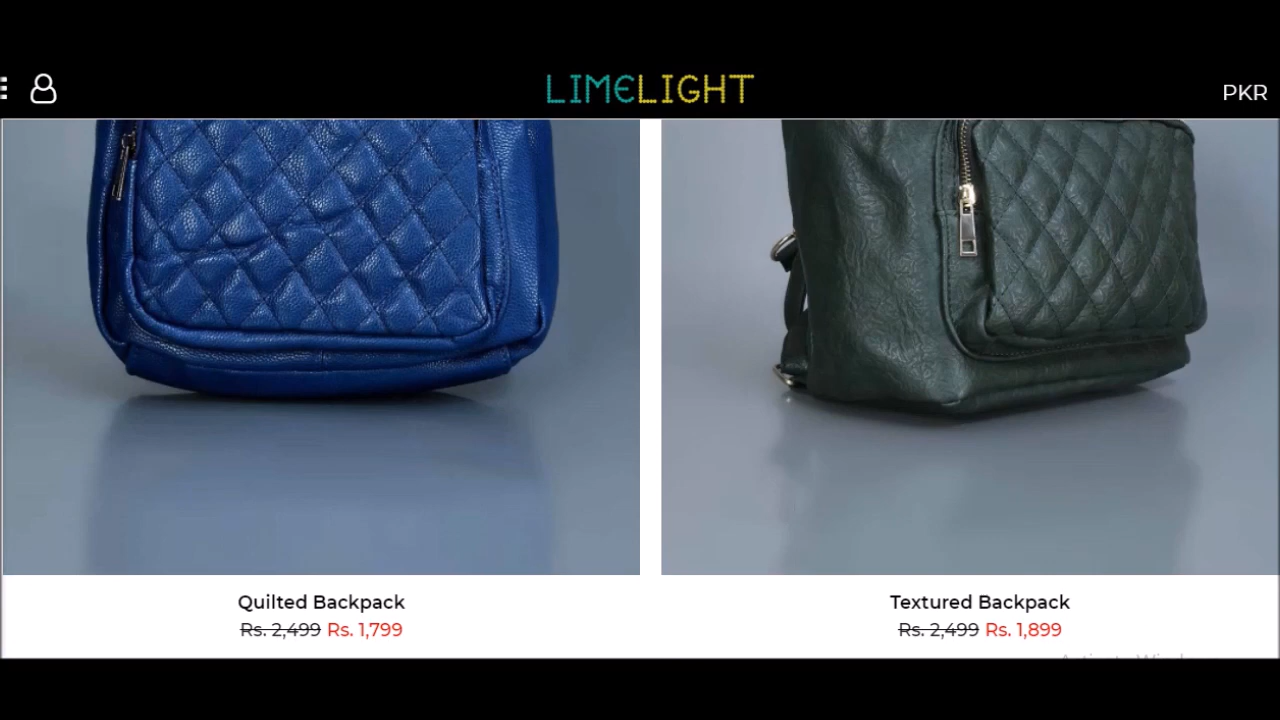 LIMELIGHT
PKR
Quilted Backpack
Rs. 2,499 Rs. 1,799
Textured Backpack
Rs. 2,499 Rs. 1,899